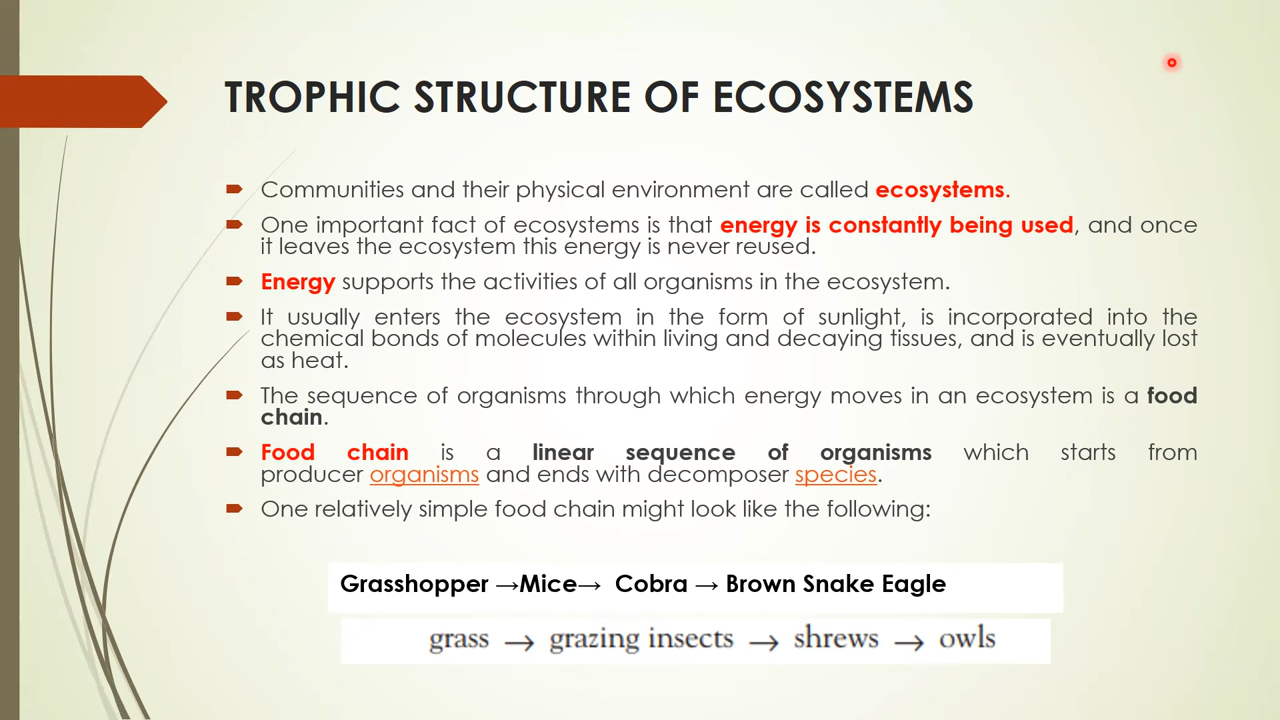 TROPHIC STRUCTURE OF ECOSYSTEMS
Communities and their physical environment are called ecosystems.
One important fact of ecosystems is that energy is constantly being used, and once
it leaves the ecosystem this energy is never reused.
Energy supports the activities of all organisms in the ecosystem.
It usually enters the ecosystem in the form of sunlight, is incorporated into the
chemical bonds of molecules within living and decaying tissues, and is eventually lost
as heat.
The sequence of organisms through which energy moves in an ecosystem is a food
chain.
Food chain is a linear sequence of organisms which starts from
producer organisms and ends with decomposer species.
One relatively simple food chain might look like the following:
Grasshopper →Mice→ Cobra → Brown Snake Eagle
grass → grazing insects → shrews → owls